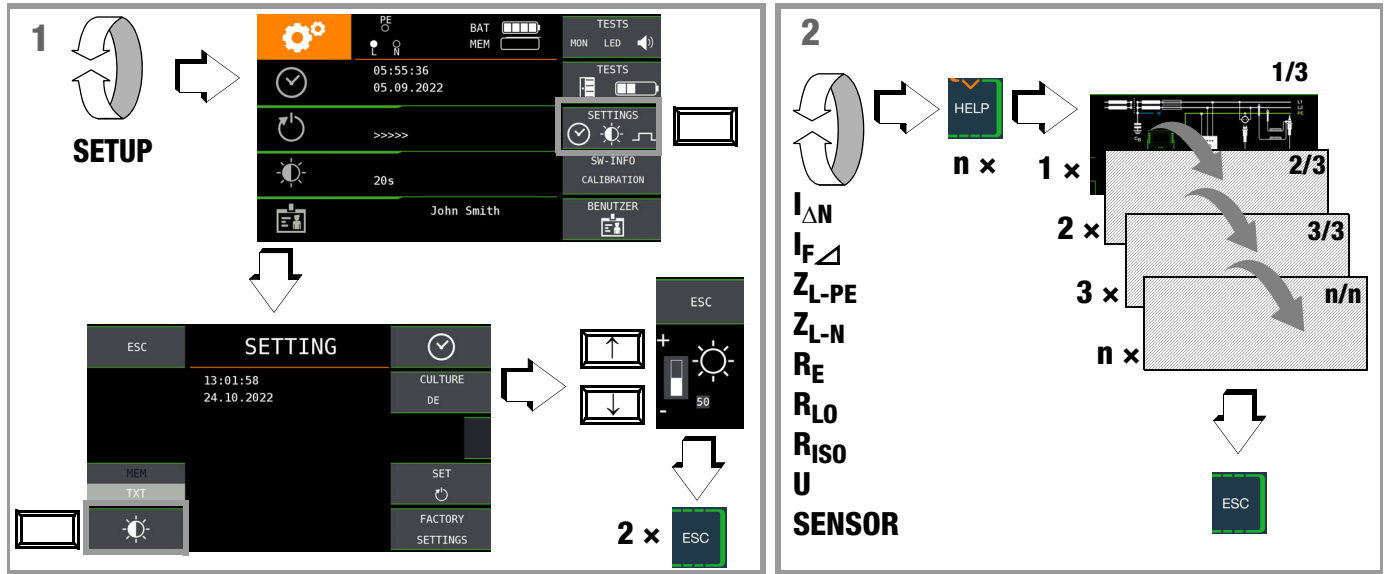 1
SETUP
PE
L N
BAT
MEM
TESTS
MON LED
05:55:36
05.09.2022
TESTS
>>>>>
SETTINGS
20s
SW-INFO
CALIBRATION
John Smith
BENUTZER
ESC
SETTING
13:01:58
24.10.2022
CULTURE
DE
MEM
TXT
SET
FACTORY
SETTINGS
↑
↓
ESC
+
50
-
2 × ESC
2
HELP
n ×
1/3
1 ×
2/3
2 ×
3/3
3 ×
n/n
n ×
I∆N
IF⊿
ZL-PE
ZL-N
RE
RLO
RISO
U
SENSOR
ESC